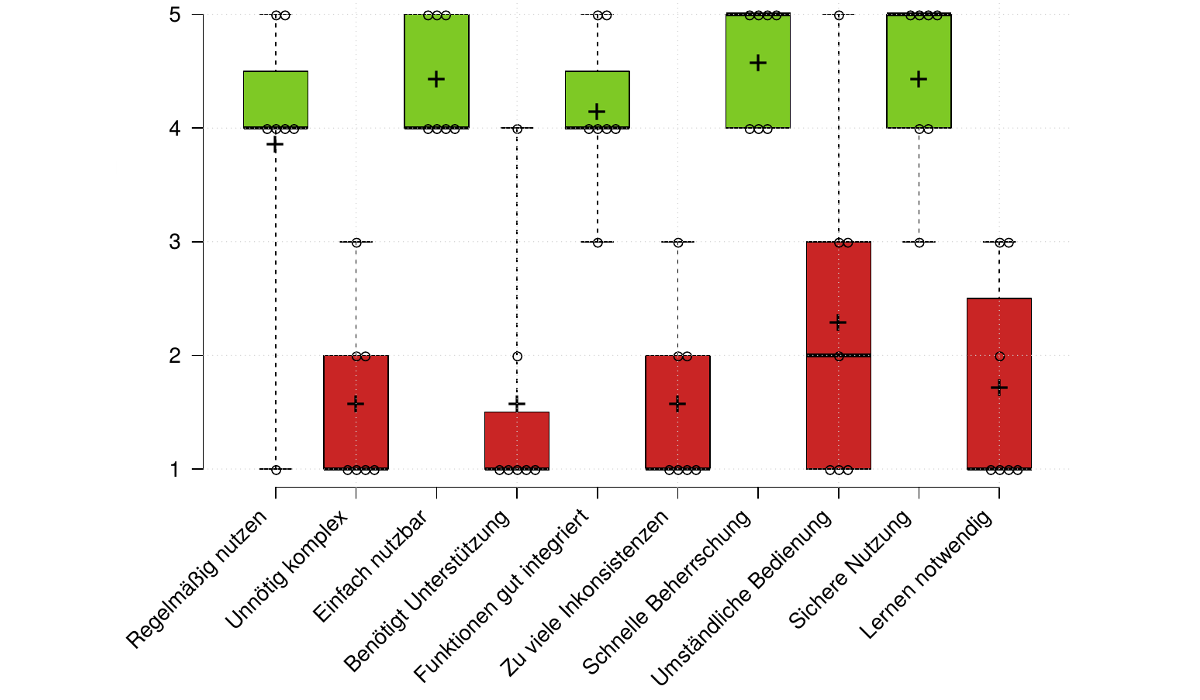 5
4
3
2
1
Regelmäßig nutzen
Unnötig komplex
Einfach nutzbar
Benötigt Unterstützung
Funktionen gut integriert
Zu viele Inkonsistenzen
Schnelle Beherrschung
Umständliche Bedienung
Sichere Nutzung
Lernen notwendig